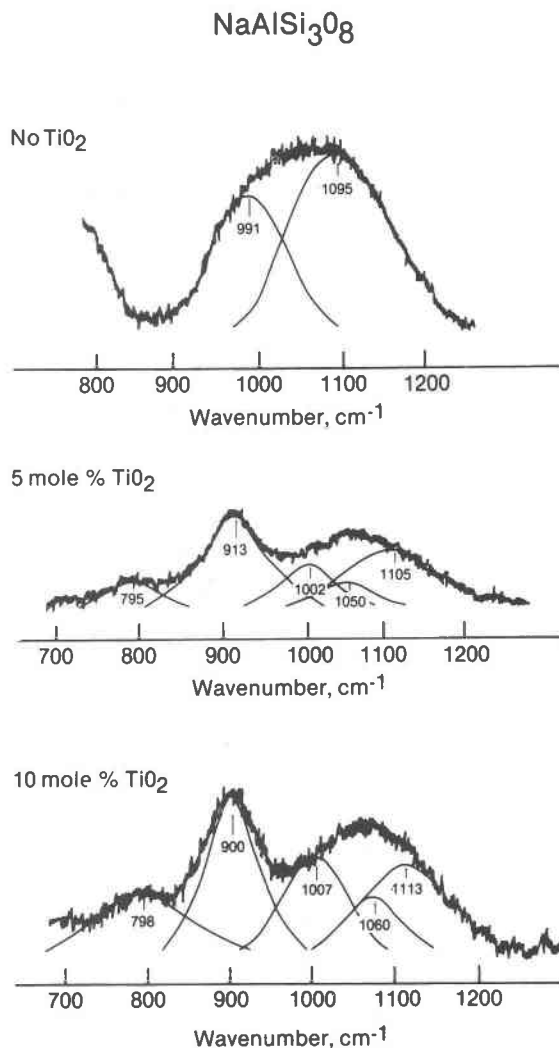 NaAlSi₃O₈
No TiO₂
991
1095
800 900 1000 1100 1200
Wavenumber, cm⁻¹
5 mole % TiO₂
913
795
1002
1105
1050
700 800 900 1000 1100 1200
Wavenumber, cm⁻¹
10 mole % TiO₂
900
798
1007
1113
1060
700 800 900 1000 1100 1200
Wavenumber, cm⁻¹